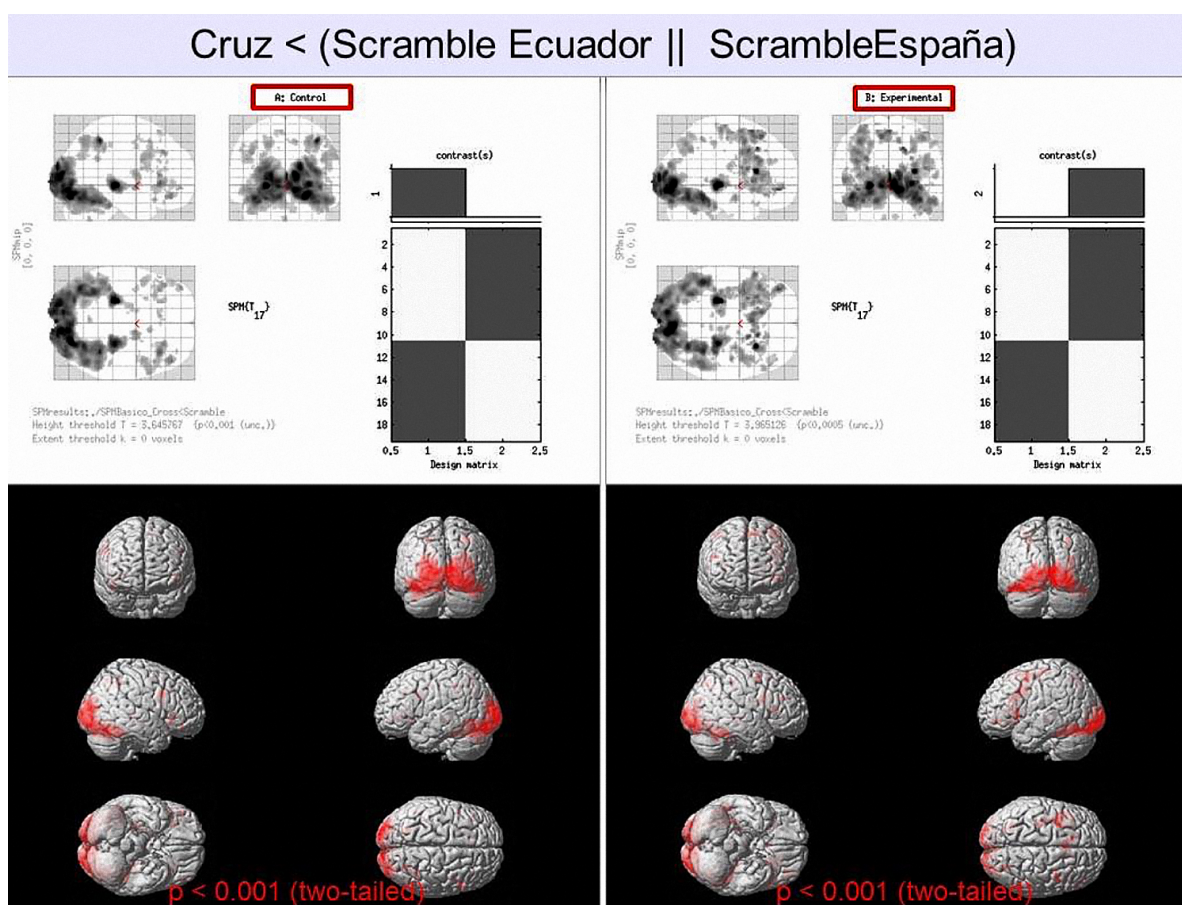 Cruz < (Scramble Ecuador || ScrambleEspaña)
A: Control
contrast(s)
1
SPMmip
[0, 0, 0]
SPM{T17}
2
4
6
8
10
12
14
16
18
0.5 1 1.5 2 2.5
Design matrix
SPMresults:./SPMBasico_Cross<Scramble
Height threshold T = 3.645767 {p<0.001 (unc.)}
Extent threshold k = 0 voxels
p < 0.001 (two-tailed)
B: Experimental
contrast(s)
2
SPMmip
[0, 0, 0]
SPM{T17}
2
4
6
8
10
12
14
16
18
0.5 1 1.5 2 2.5
Design matrix
SPMresults:./SPMBasico_Cross<Scramble
Height threshold T = 3.965126 {p<0.0005 (unc.)}
Extent threshold k = 0 voxels
p < 0.001 (two-tailed)